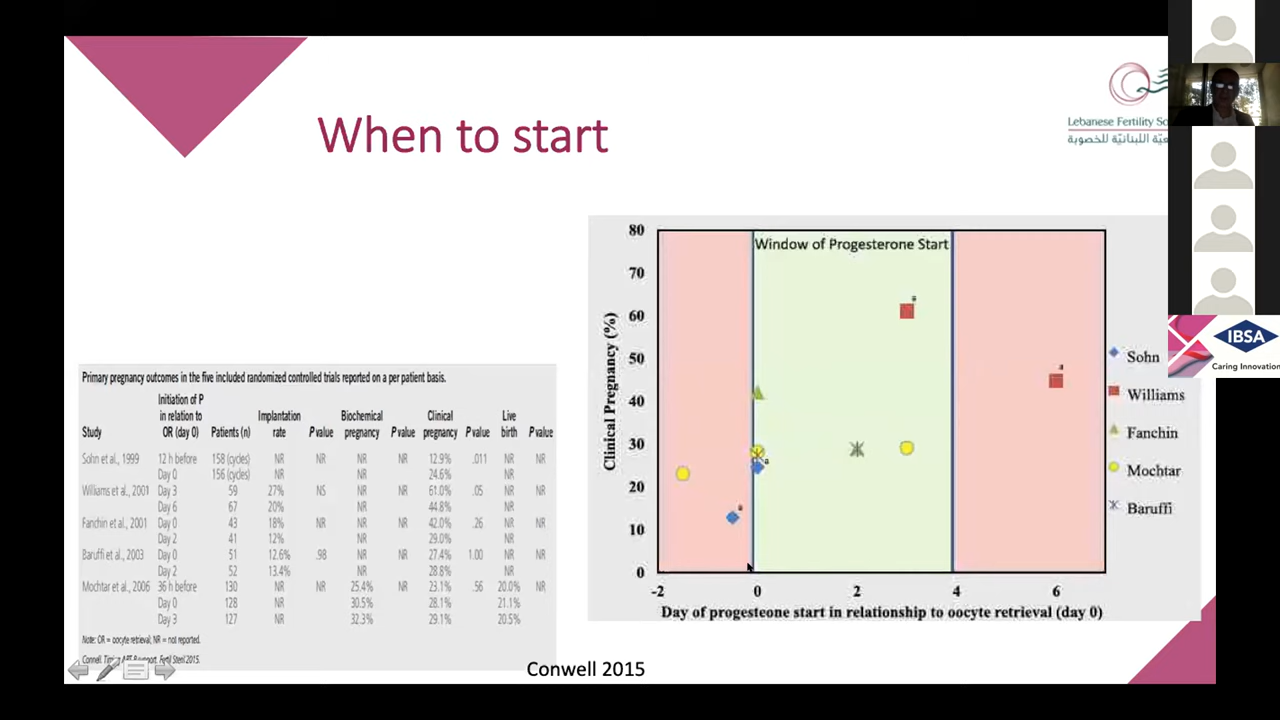 When to start
Lebanese Fertility So
IBSA
Caring Innovation
Primary pregnancy outcomes in the five included randomized controlled trials reported on a per patient basis.
Initiation of P
in relation to Implantation Biochemical Clinical Live
Study OR (day 0) Patients (n) rate P value pregnancy P value pregnancy P value birth P value
Sohn et al., 1999 12 h before 158 (cycles) NR NR NR NR 12.9% .011 NR NR
Day 0 156 (cycles) NR NR 24.6% NR
Williams et al., 2001 Day 3 59 27% NS NR NR 61.0% .05 NR NR
Day 6 67 20% NR 44.8% NR
Fanchin et al., 2001 Day 0 43 18% NR NR NR 42.0% .26 NR NR
Day 2 41 12% NR 29.0% NR
Baruffi et al., 2003 Day 0 51 12.6% .98 NR NR 27.4% 1.00 NR NR
Day 2 52 13.4% NR 28.8% NR
Mochtar et al., 2006 36 h before 130 NR NR 25.4% NR 23.1% .56 20.0% NR
Day 0 128 NR 30.5% 28.1% 21.1%
Day 3 127 NR 32.3% 29.1% 20.5%
Note: OR = oocyte retrieval; NR = not reported.
Fertil Steril 2015.
Window of Progesterone Start
Clinical Pregnancy (%)
80
70
60
50
40
30
20
10
0
a
a
a
a
-2 0 2 4 6
Day of progesteone start in relationship to oocyte retrieval (day 0)
Sohn
Williams
Fanchin
Mochtar
Baruffi
Conwell 2015